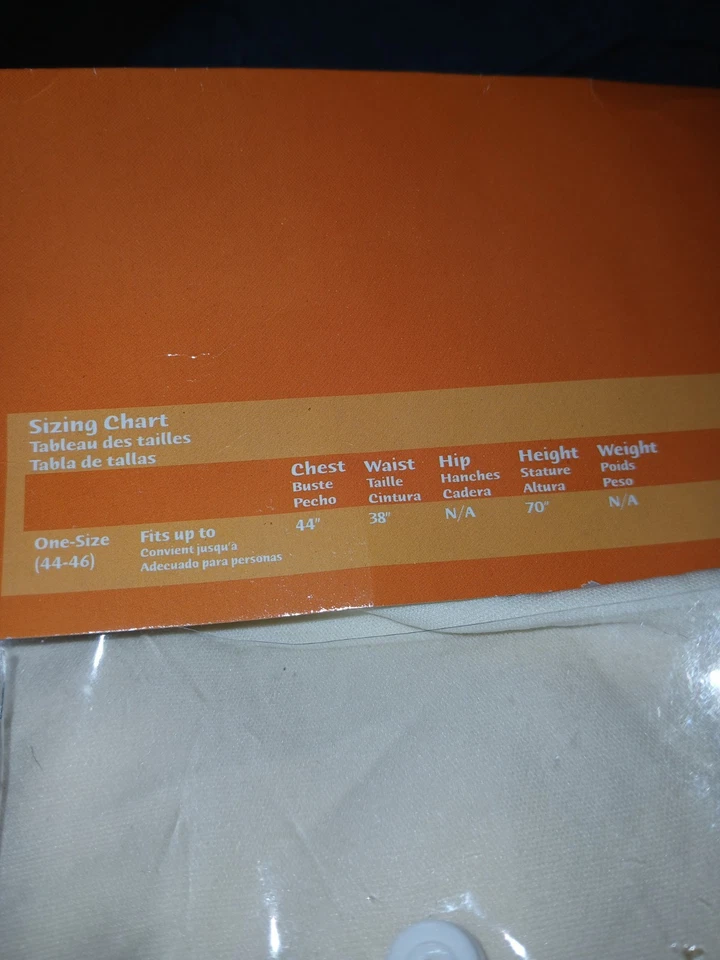 Sizing Chart
Tableau des tailles
Tabla de tallas
Chest Waist Hip Height Weight
Buste Taille Hanches Stature Poids
Pecho Cintura Cadera Altura Peso
One-Size Fits up to 44" 38" N/A 70" N/A
(44-46) Convient jusqu'à
Adecuado para personas